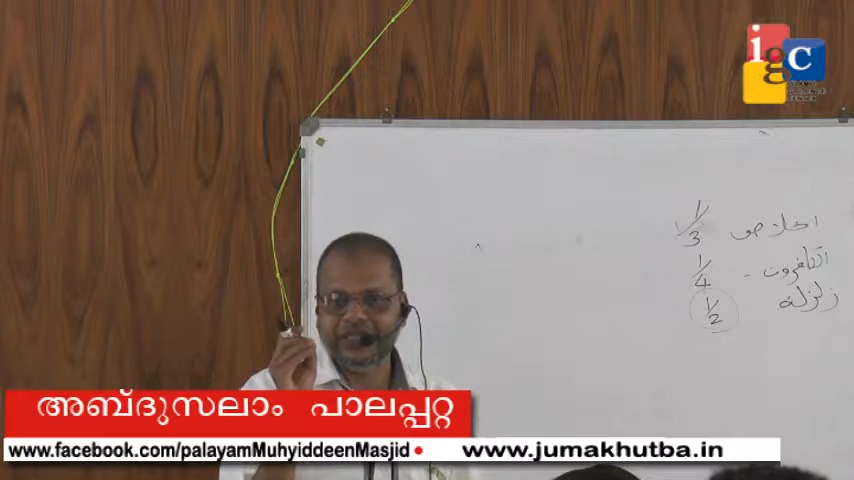 igc
1/3 اخلاص
1/4 - الكافرون
1/2 زلزلة
അബ്ദുസലാം പാലപ്പറ്റ
www.facebook.com/palayamMuhyiddeenMasjid • www.jumakhutba.in